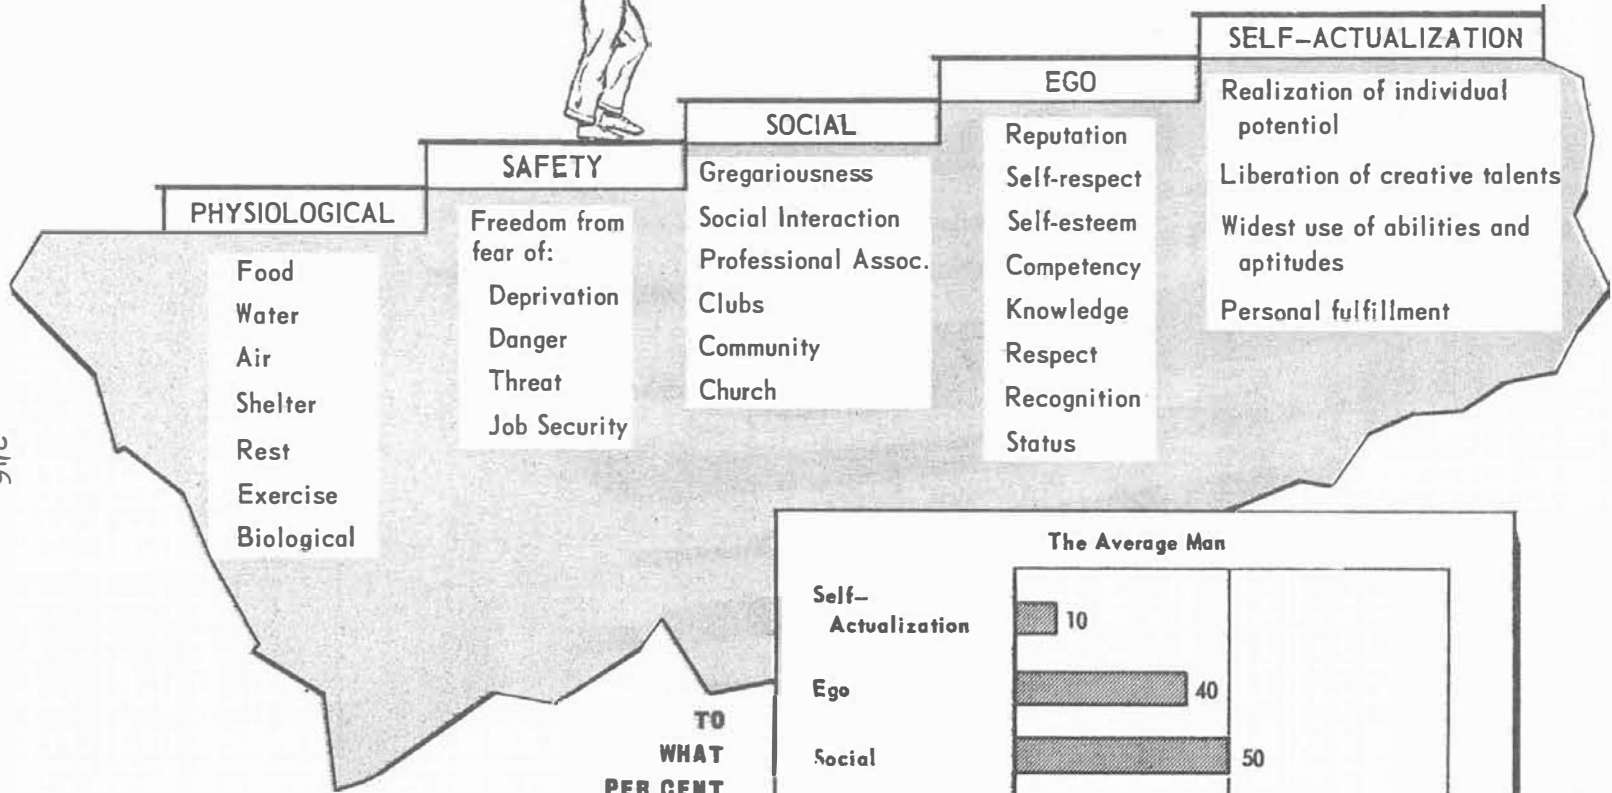 PHYSIOLOGICAL
Food
Water
Air
Shelter
Rest
Exercise
Biological
SAFETY
Freedom from
fear of:
Deprivation
Danger
Threat
Job Security
SOCIAL
Gregariousness
Social Interaction
Professional Assoc.
Clubs
Community
Church
EGO
Reputation
Self-respect
Self-esteem
Competency
Knowledge
Respect
Recognition
Status
SELF-ACTUALIZATION
Realization of individual
potentiol
Liberation of creative talents
Widest use of abilities and
aptitudes
Personal fulfillment
TO
WHAT
PER CENT
The Average Man
Self-
Actualization
10
Ego
40
Social
50